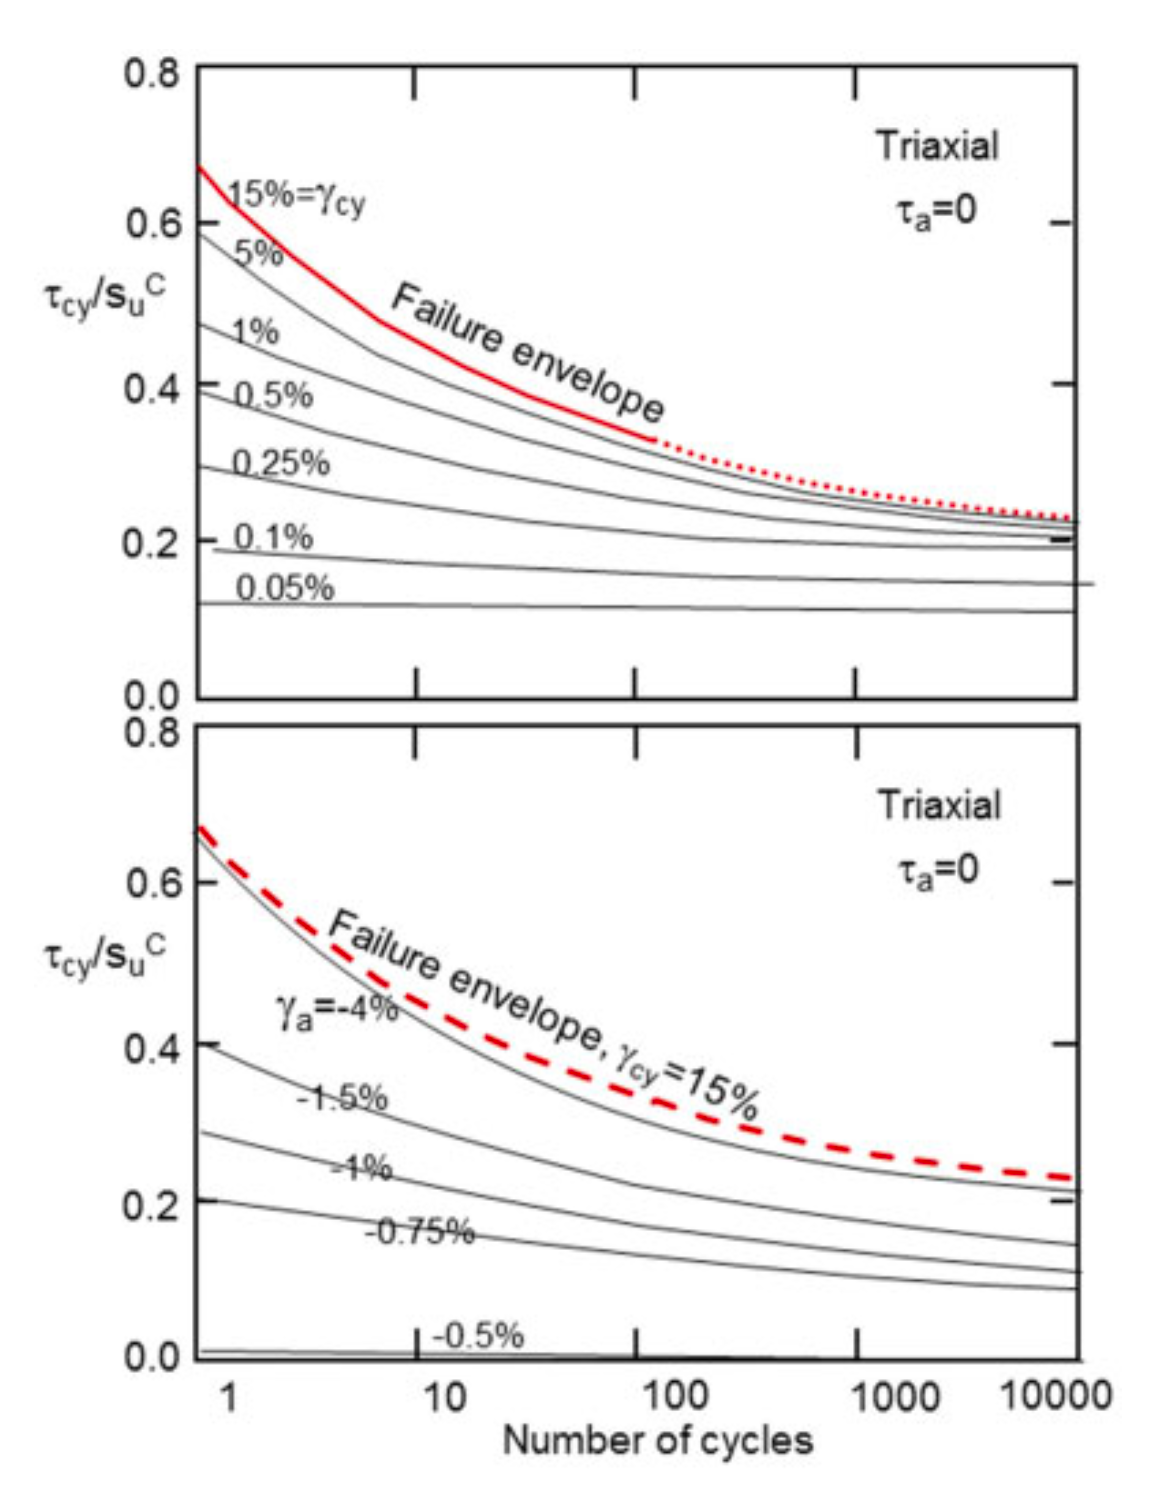 0.8
Triaxial
τa=0
15%=γcy
0.6
5%
τcy/suC
Failure envelope
1%
0.4
0.5%
0.25%
0.2
0.1%
0.05%
0.0
0.8
Triaxial
τa=0
0.6
Failure envelope, γcy=15%
τcy/suC
γa=-4%
0.4
-1.5%
-1%
0.2
-0.75%
-0.5%
0.0
1 10 100 1000 10000
Number of cycles